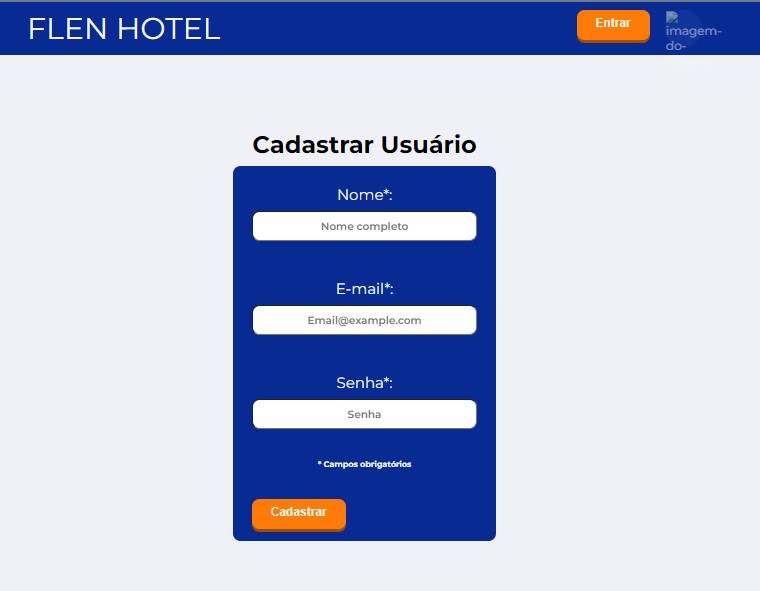 FLEN HOTEL
Entrar
imagem-
do-
Cadastrar Usuário
Nome*:
Nome completo
E-mail*:
Email@example.com
Senha*:
Senha
* Campos obrigatórios
Cadastrar